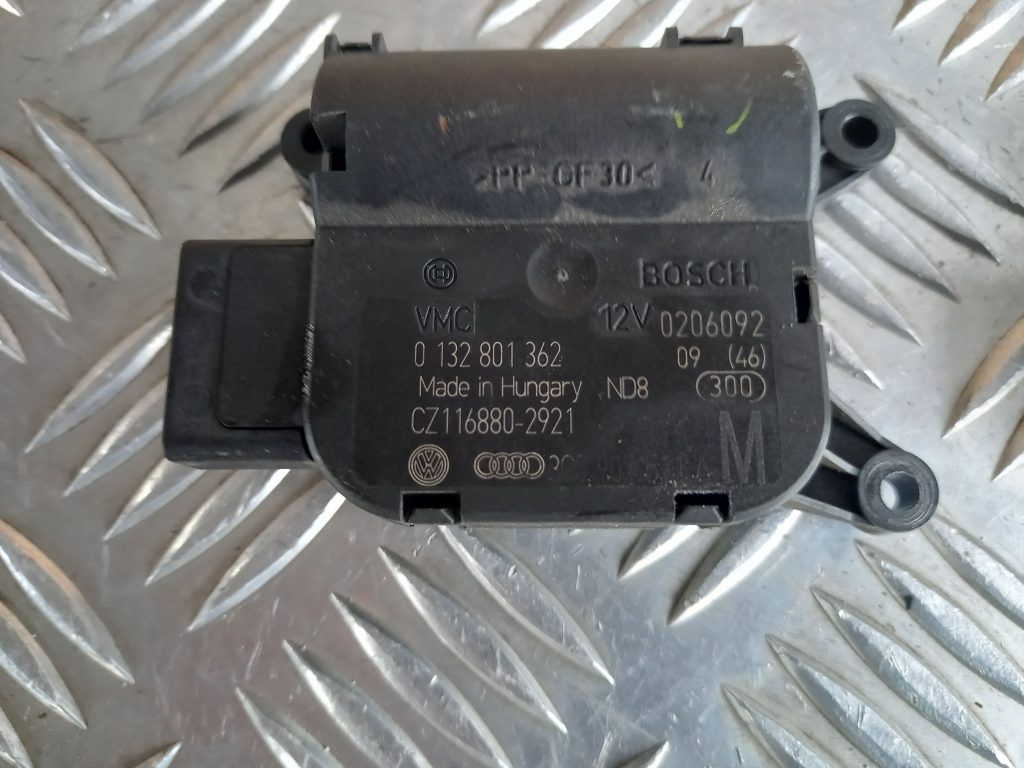 >PP-GF30< 4
BOSCH
VMC 12V 0206092
0 132 801 362 09 (46)
Made in Hungary ND8 300
CZ116880-2921
M